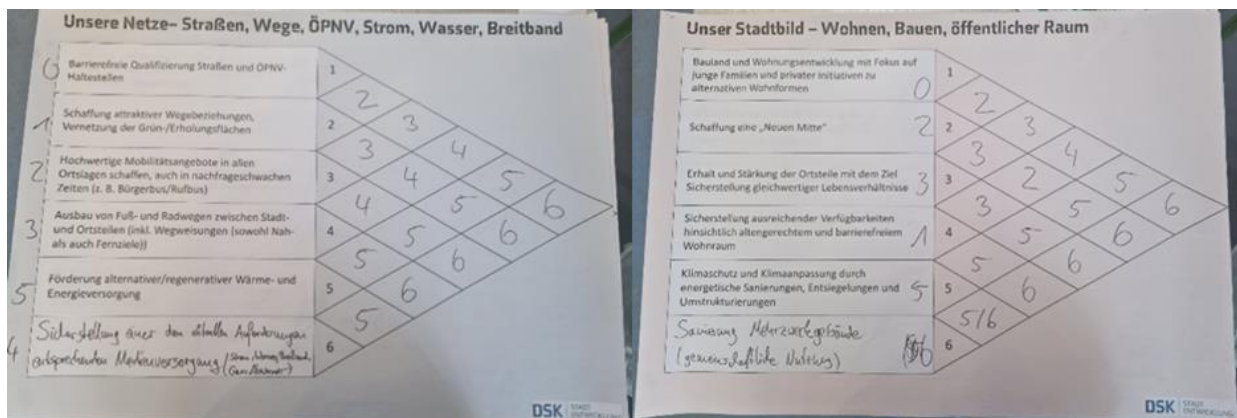 Unsere Netze– Straßen, Wege, ÖPNV, Strom, Wasser, Breitband
0
Barrierefreie Qualifizierung Straßen und ÖPNV-
Haltestellen
1
1
Schaffung attraktiver Wegebeziehungen,
Vernetzung der Grün-/Erholungsflächen
2
2
Hochwertige Mobilitätsangebote in allen
Ortslagen schaffen, auch in nachfrageschwachen
Zeiten (z. B. Bürgerbus/Rufbus)
3
3
Ausbau von Fuß- und Radwegen zwischen Stadt-
und Ortsteilen (inkl. Wegweisungen (sowohl Nah-
als auch Fernziele))
4
5
Förderung alternativer/regenerativer Wärme- und
Energieversorgung
5
4
Sicherstellung einer den aktuellen Anforderungen
entsprechenden Medienversorgung
6
2 3 4 5 6
3 4 5 6
4 5 6
5 6
5
DSK STADT
ENTWICKLUNG
Unser Stadtbild – Wohnen, Bauen, öffentlicher Raum
Bauland und Wohnungsentwicklung mit Fokus auf
junge Familien und privater Initiativen zu
alternativen Wohnformen
0
1
Schaffung eine „Neuen Mitte"
2
2
Erhalt und Stärkung der Ortsteile mit dem Ziel
Sicherstellung gleichwertiger Lebensverhältnisse
3
3
Sicherstellung ausreichender Verfügbarkeiten
hinsichtlich altengerechtem und barrierefreiem
Wohnraum
1
4
Klimaschutz und Klimaanpassung durch
energetische Sanierungen, Entsiegelungen und
Umstrukturierungen
5
5
Sanierung Mehrzweckgebäude
(gemeinschaftliche Nutzung)
6
6
2 3 4 5 6
3 2 5 6
3 5 6
5 6
5/6
DSK STADT
ENTWICKLUNG